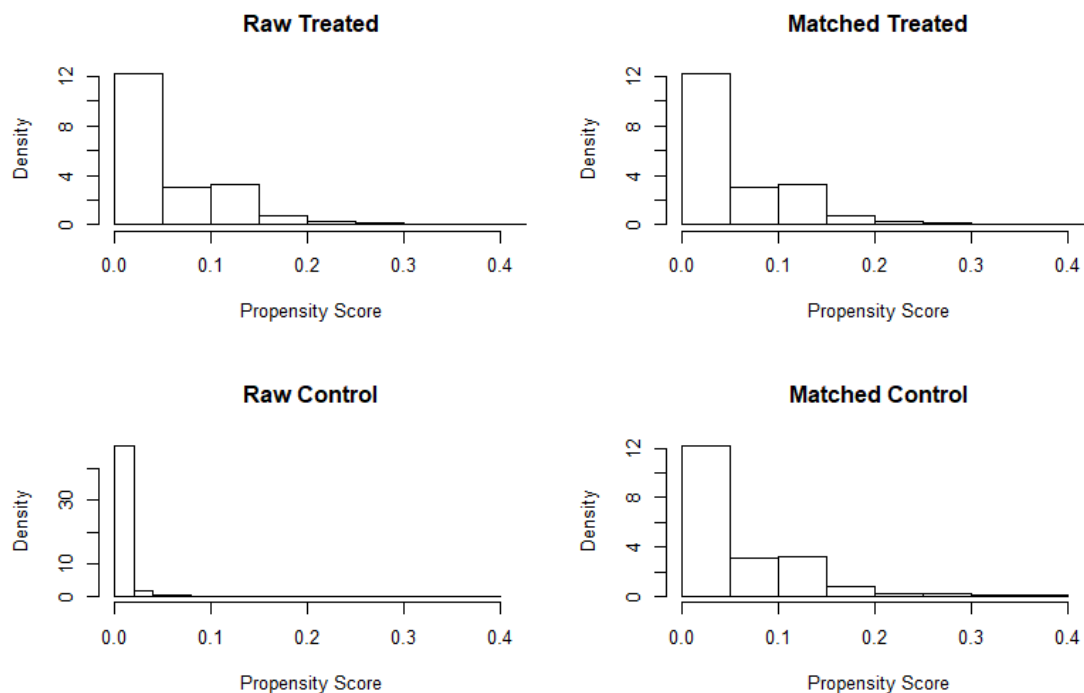 Raw Treated
Density
12
8
4
0
0.0 0.1 0.2 0.3 0.4
Propensity Score
Matched Treated
Density
12
8
4
0
0.0 0.1 0.2 0.3 0.4
Propensity Score
Raw Control
Density
30
10
0
0.0 0.1 0.2 0.3 0.4
Propensity Score
Matched Control
Density
12
8
4
0
0.0 0.1 0.2 0.3 0.4
Propensity Score